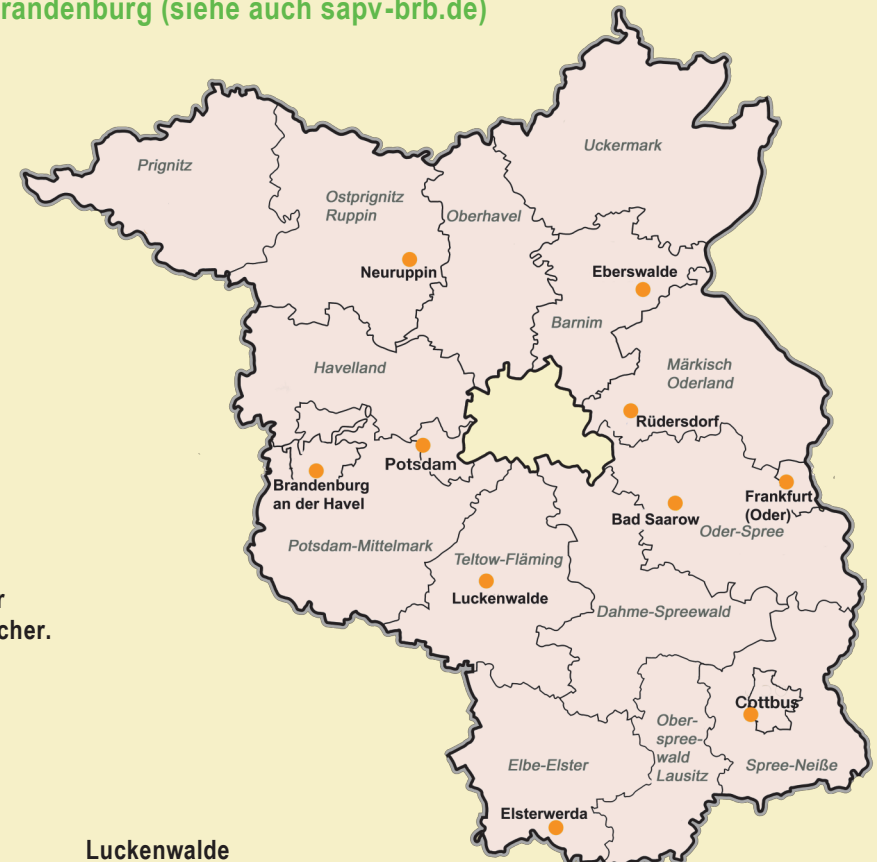 randenburg (siehe auch sapv-brb.de)
Uckermark
Prignitz
Ostprignitz
Ruppin
Oberhavel
Neuruppin
Eberswalde
Barnim
Havelland
Märkisch
Oderland
Rüdersdorf
Potsdam
Brandenburg
an der Havel
Frankfurt
(Oder)
Bad Saarow
Oder-Spree
Potsdam-Mittelmark
Teltow-Fläming
Luckenwalde
Dahme-Spreewald
r
cher.
Cottbus
Ober-
spree-
wald
Lausitz
Elbe-Elster
Spree-Neiße
Elsterwerda
Luckenwalde